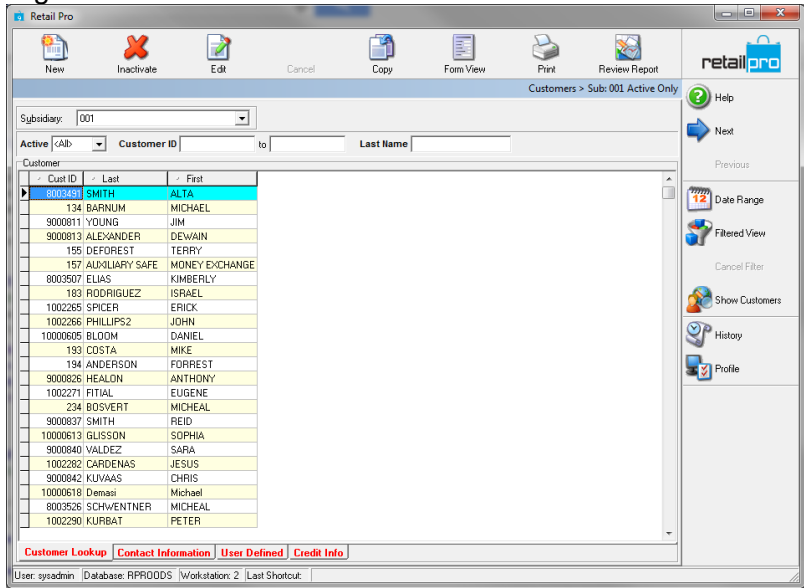 Retail Pro
New Inactivate Edit Cancel Copy Form View Print Review Report
retail pro
Customers > Sub: 001 Active Only
Subsidiary: 001
Active <All> Customer ID to Last Name
Customer
Cust ID Last First
8003491 SMITH ALTA
134 BARNUM MICHAEL
9000811 YOUNG JIM
9000813 ALEXANDER DEWAIN
155 DEFOREST TERRY
157 AUXILIARY SAFE MONEY EXCHANGE
8003507 ELIAS KIMBERLY
183 RODRIGUEZ ISRAEL
1002265 SPICER ERICK
1002266 PHILLIPS2 JOHN
10000605 BLOOM DANIEL
193 COSTA MIKE
194 ANDERSON FORREST
9000826 HEALON ANTHONY
1002271 FITIAL EUGENE
234 BOSVERT MICHEAL
9000837 SMITH REID
10000613 GLISSON SOPHIA
9000840 VALDEZ SARA
1002282 CARDENAS JESUS
9000842 KUVAAS CHRIS
10000618 Demasi Michael
8003526 SCHWENTNER MICHEAL
1002290 KURBAT PETER
Help
Next
Previous
12 Date Range
Filtered View
Cancel Filter
Show Customers
History
Profile
Customer Lookup Contact Information User Defined Credit Info
User: sysadmin Database: RPROODS Workstation: 2 Last Shortcut: